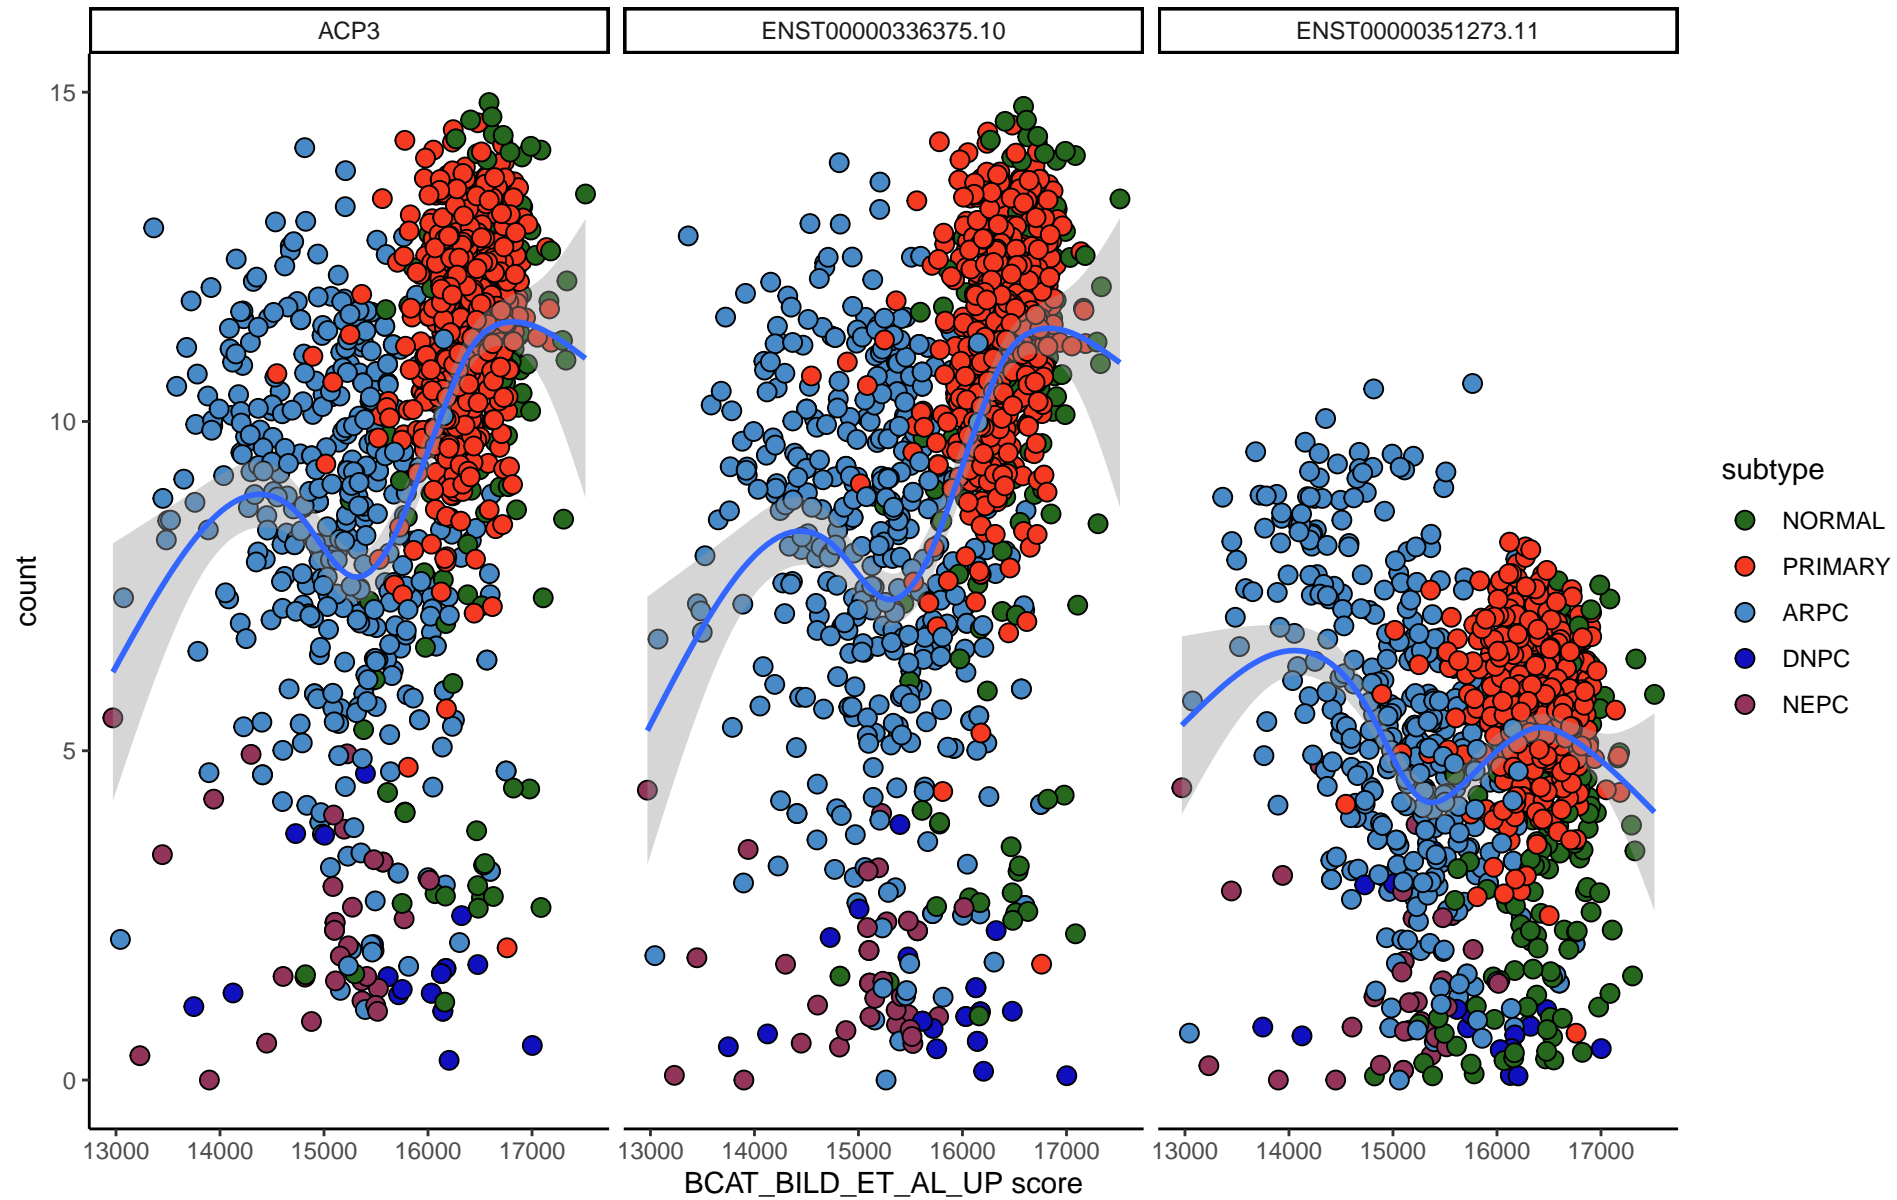 ACP3 ENST00000336375.10 ENST00000351273.11
15
10
5
0
count
13000 14000 15000 16000 17000 13000 14000 15000 16000 17000 13000 14000 15000 16000 17000
BCAT_BILD_ET_AL_UP score
subtype
NORMAL
PRIMARY
ARPC
DNPC
NEPC